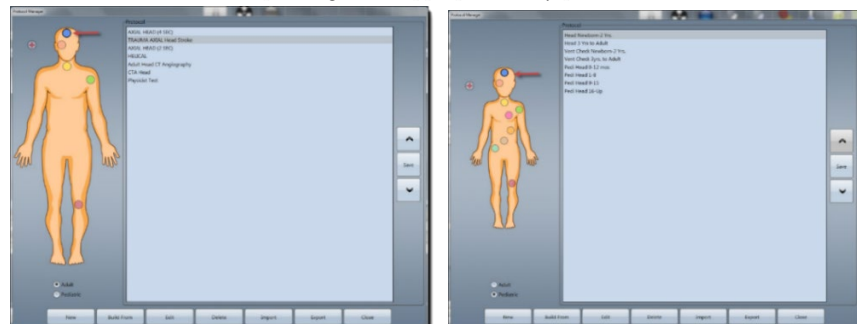 Protocol Manager
Protocol
AXIAL HEAD (4 SEC)
TRAUMA AXIAL Head Stroke
AXIAL HEAD (2 SEC)
HELICAL
Adult Head CT Angiography
CTA Head
Physicist Test
Save
Adult
Pediatric
New
Build From
Edit
Delete
Import
Export
Close
Protocol Manager
Protocol
Head Newborn-2 Yrs.
Head 3 Yrs to Adult
Vent Check Newborn-2 Yrs.
Vent Check 3yrs. to Adult
Ped Head 0-12 mos
Ped Head 1-8
Ped Head 9-15
Ped Head 16-Up
Save
Adult
Pediatric
New
Build From
Edit
Delete
Import
Export
Close